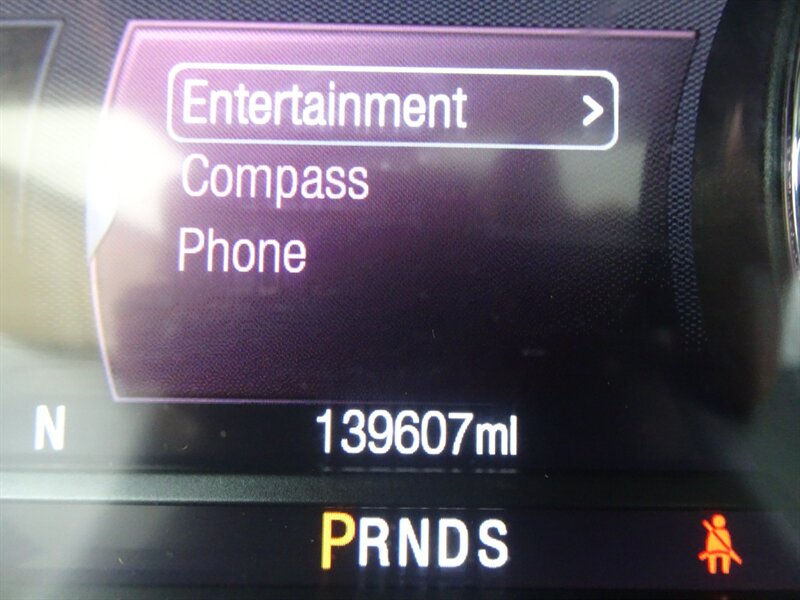 Entertainment >
Compass
Phone
N 139607mi
PRNDS